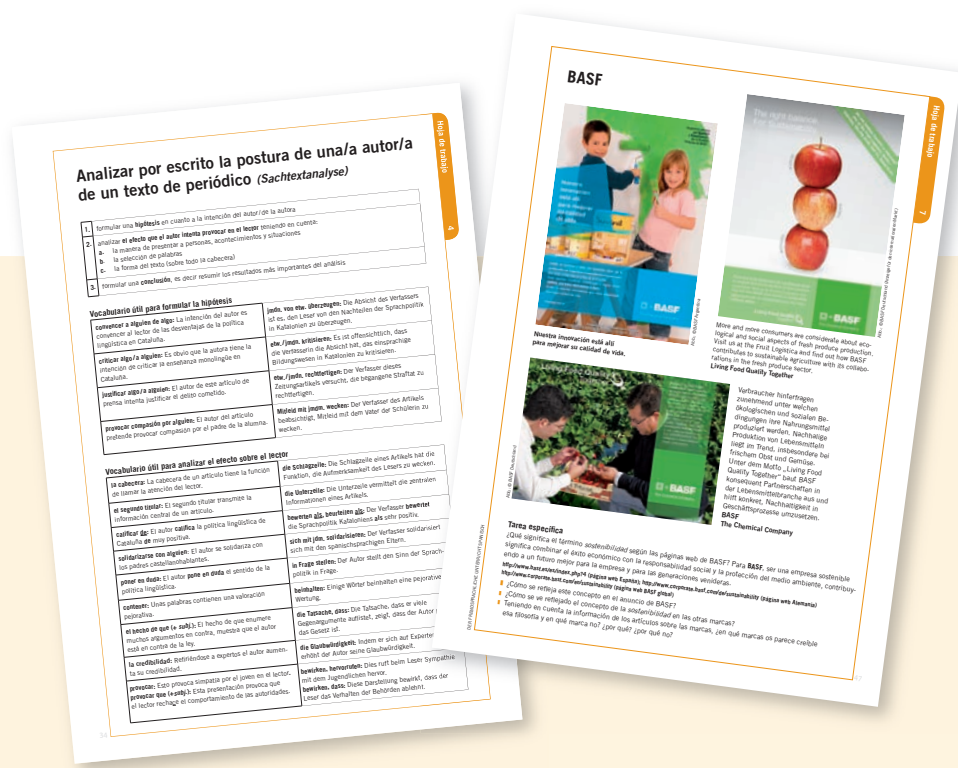 Hoja de trabajo
4
Analizar por escrito la postura de una/a autor/a
de un texto de periódico (Sachtextanalyse)
1. formular una hipótesis en cuanto a la intención del autor/de la autora
2. analizar el efecto que el autor intenta provocar en el lector teniendo en cuenta:
a. la manera de presentar a personas, acontecimientos y situaciones
b. la selección de palabras
c. la forma del texto (sobre todo la cabecera)
3. formular una conclusión, es decir resumir los resultados más importantes del análisis
Vocabulario útil para formular la hipótesis
convencer a alguien de algo: La intención del autor es
convencer al lector de las desventajas de la política
lingüística en Cataluña.
jmdn. von etw. überzeugen: Die Absicht des Verfassers
ist es, den Leser von den Nachteilen der Sprachpolitik
in Katalonien zu überzeugen.
criticar algo/a alguien: Es obvio que la autora tiene la
intención de criticar la enseñanza monolingüe en
Cataluña.
etw./jmdn. kritisieren: Es ist offensichtlich, dass
die Verfasserin die Absicht hat, das einsprachige
Bildungswesen in Katalonien zu kritisieren.
justificar algo/a alguien: El autor de este artículo de
prensa intenta justificar el delito cometido.
etw./jmdn. rechtfertigen: Der Verfasser dieses
Zeitungsartikels versucht, die begangene Straftat zu
rechtfertigen.
provocar compasión por alguien: El autor del artículo
pretende provocar compasión por el padre de la alumna.
Mitleid mit jmdm. wecken: Der Verfasser des Artikels
beabsichtigt, Mitleid mit dem Vater der Schülerin zu
wecken.
Vocabulario útil para analizar el efecto sobre el lector
la cabecera: La cabecera de un artículo tiene la función
de llamar la atención del lector.
die Schlagzeile: Die Schlagzeile eines Artikels hat die
Funktion, die Aufmerksamkeit des Lesers zu wecken.
el segundo titular: El segundo titular transmite la
información central de un artículo.
die Unterzeile: Die Unterzeile vermittelt die zentralen
Informationen eines Artikels.
calificar de: El autor califica la política lingüística de
Cataluña de muy positiva.
bewerten als, beurteilen als: Der Verfasser bewertet
die Sprachpolitik Kataloniens als sehr positiv.
solidarizarse con alguien: El autor se solidariza con
los padres castellanohablantes.
sich mit jdm. solidarisieren: Der Verfasser solidarisiert
sich mit den spanischsprachigen Eltern.
poner en duda: El autor pone en duda el sentido de la
política lingüística.
in Frage stellen: Der Autor stellt den Sinn der Sprach-
politik in Frage.
contener: Unas palabras contienen una valoración
pejorativa.
beinhalten: Einige Wörter beinhalten eine pejorative
Wertung.
el hecho de que (+ subj.): El hecho de que enumere
muchos argumentos en contra, muestra que el autor
está en contra de la ley.
die Tatsache, dass: Die Tatsache, dass er viele
Gegenargumente auflistet, zeigt, dass der Autor
das Gesetz ist.
la credibilidad: Refiriéndose a expertos el autor aumen-
ta su credibilidad.
die Glaubwürdigkeit: Indem er sich auf Experten
erhöht der Autor seine Glaubwürdigkeit.
provocar: Esto provoca simpatía por el joven en el lector.
provocar que (+subj.): Esta presentación provoca que
el lector rechace el comportamiento de las autoridades.
bewirken, hervorrufen: Dies ruft beim Leser Sympathie
mit dem Jugendlichen hervor.
bewirken, dass: Diese Darstellung bewirkt, dass der
Leser das Verhalten der Behörden ablehnt.
Hoja de trabajo
7
BASF
The right balance.
For Sustainability.
BASF
BASF
Nuestra innovación está allí
para mejorar su calidad de vida.
More and more consumers are considerate about eco-
logical and social aspects of fresh produce production.
Visit us at the Fruit Logistica and find out how BASF
contributes to sustainable agriculture with its collabo-
rations in the fresh produce sector.
Living Food Quality Together
BASF
Verbraucher hinterfragen
zunehmend unter welchen
ökologischen und sozialen Be-
dingungen ihre Nahrungsmittel
produziert werden. Nachhaltige
Produktion von Lebensmitteln
liegt im Trend, insbesondere bei
frischem Obst und Gemüse.
Unter dem Motto „Living Food
Quality Together“ baut BASF
konsequent Partnerschaften in
der Lebensmittelbranche aus und
hilft konkret, Nachhaltigkeit in
Geschäftsprozesse umzusetzen.
BASF
The Chemical Company
Tarea específica
¿Qué significa el término sostenibilidad según las páginas web de BASF? Para BASF, ser una empresa sostenible
significa combinar el éxito económico con la responsabilidad social y la protección del medio ambiente, contribuy-
endo a un futuro mejor para la empresa y para las generaciones venideras.
¿Cómo se refleja este concepto en el anuncio de BASF?
¿Cómo se ve reflejado el concepto de la sostenibilidad en las otras marcas?
Teniendo en cuenta la información de los artículos sobre las marcas, ¿en qué marcas os parece creíble
esa filosofía y en qué marca no? ¿por qué? ¿por qué no?